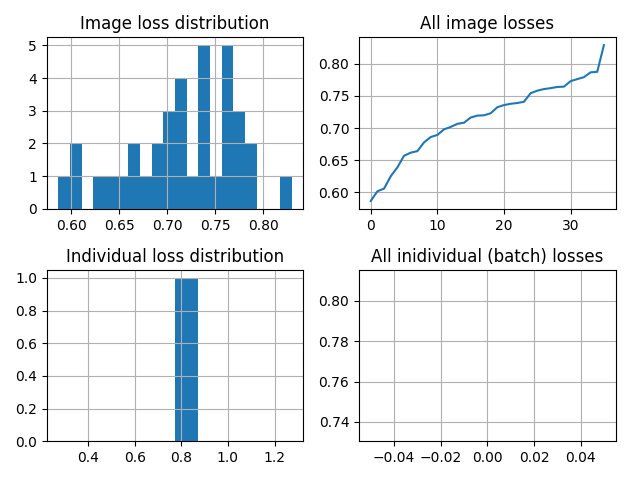 Image loss distribution
5
4
3
2
1
0
0.60 0.65 0.70 0.75 0.80
All image losses
0.80
0.75
0.70
0.65
0.60
0 10 20 30
Individual loss distribution
1.0
0.8
0.6
0.4
0.2
0.0
0.4 0.6 0.8 1.0 1.2
All inidividual (batch) losses
0.80
0.78
0.76
0.74
−0.04 −0.02 0.00 0.02 0.04